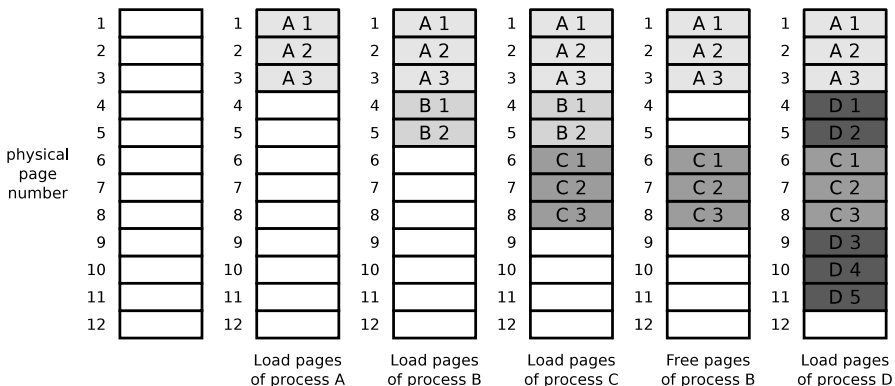 1 1 A 1 1 A 1 1 A 1 1 A 1 1 A 1
2 2 A 2 2 A 2 2 A 2 2 A 2 2 A 2
3 3 A 3 3 A 3 3 A 3 3 A 3 3 A 3
4 4 4 B 1 4 B 1 4 4 D 1
5 5 5 B 2 5 B 2 5 5 D 2
physical
page
number
6 6 6 6 C 1 6 C 1 6 C 1
7 7 7 7 C 2 7 C 2 7 C 2
8 8 8 8 C 3 8 C 3 8 C 3
9 9 9 9 9 9 D 3
10 10 10 10 10 10 D 4
11 11 11 11 11 11 D 5
12 12 12 12 12 12
Load pages
of process A
Load pages
of process B
Load pages
of process C
Free pages
of process B
Load pages
of process D